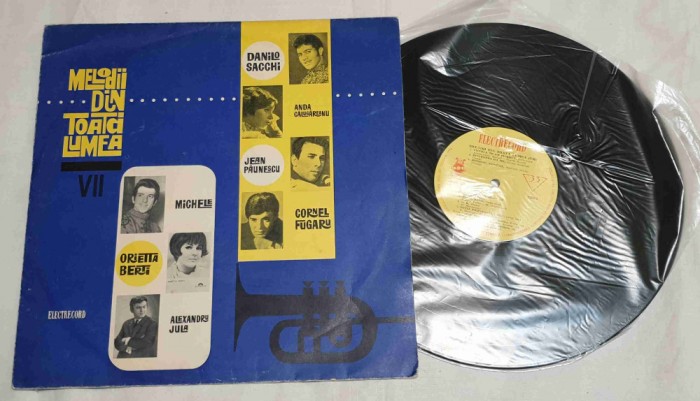 MELODII
DIN
TOATĂ
LUMEA
VII
DANILO
SACCHI
ANDA
CĂLUGĂREANU
JEAN
PĂUNESCU
CORNEL
FUGARU
MICHELE
ORIETTA
BERTI
ALEXANDRU
JULA
ELECTRECORD
ELECTRECORD